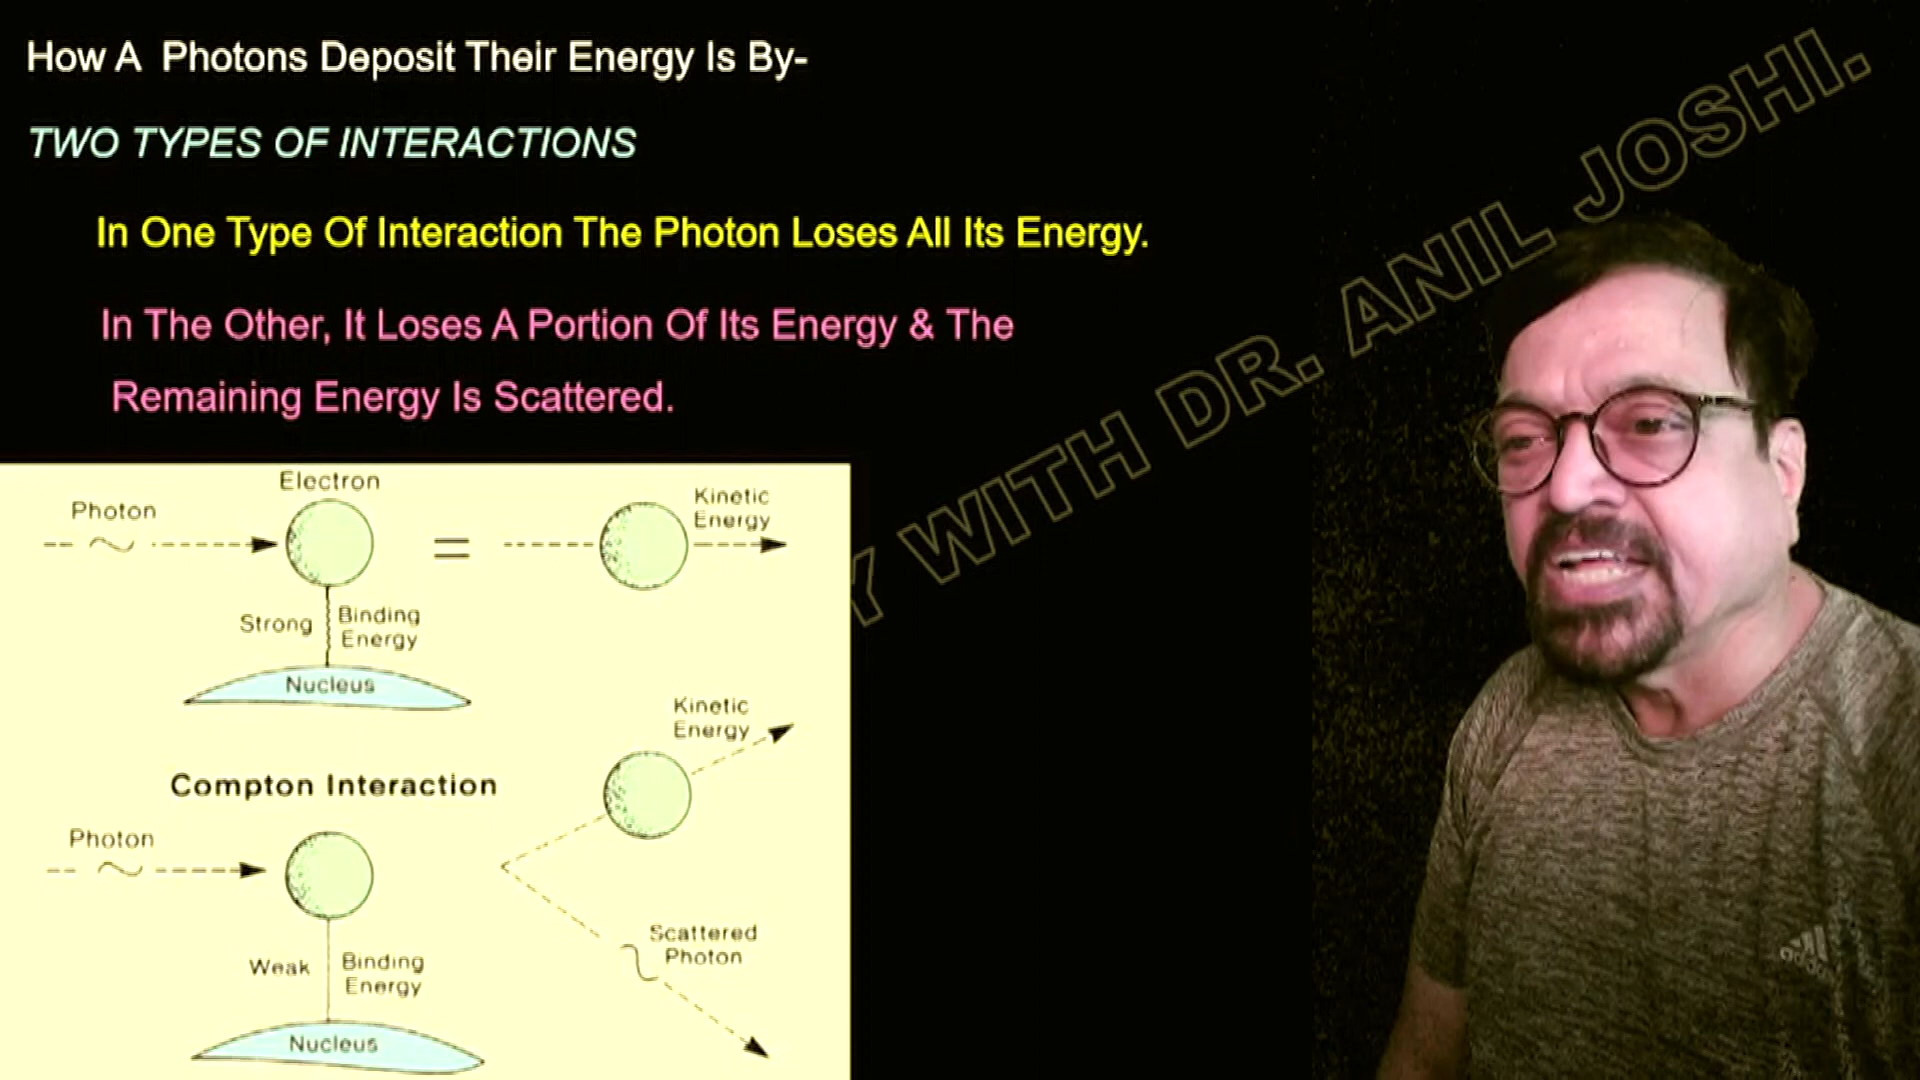 How A Photons Deposit Their Energy Is By-
TWO TYPES OF INTERACTIONS
In One Type Of Interaction The Photon Loses All Its Energy.
In The Other, It Loses A Portion Of Its Energy & The
Remaining Energy Is Scattered.
Electron
Photon
Kinetic
Energy
=
Strong
Binding
Energy
Nucleus
Compton Interaction
Kinetic
Energy
Photon
Scattered
Photon
Weak
Binding
Energy
Nucleus
Y WITH DR. ANIL JOSHI.
adidas